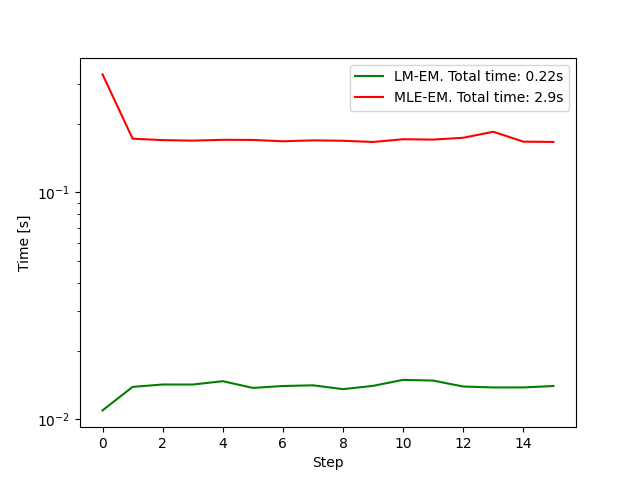 LM-EM. Total time: 0.22s
MLE-EM. Total time: 2.9s
Time [s]
10⁻¹
10⁻²
0 2 4 6 8 10 12 14
Step